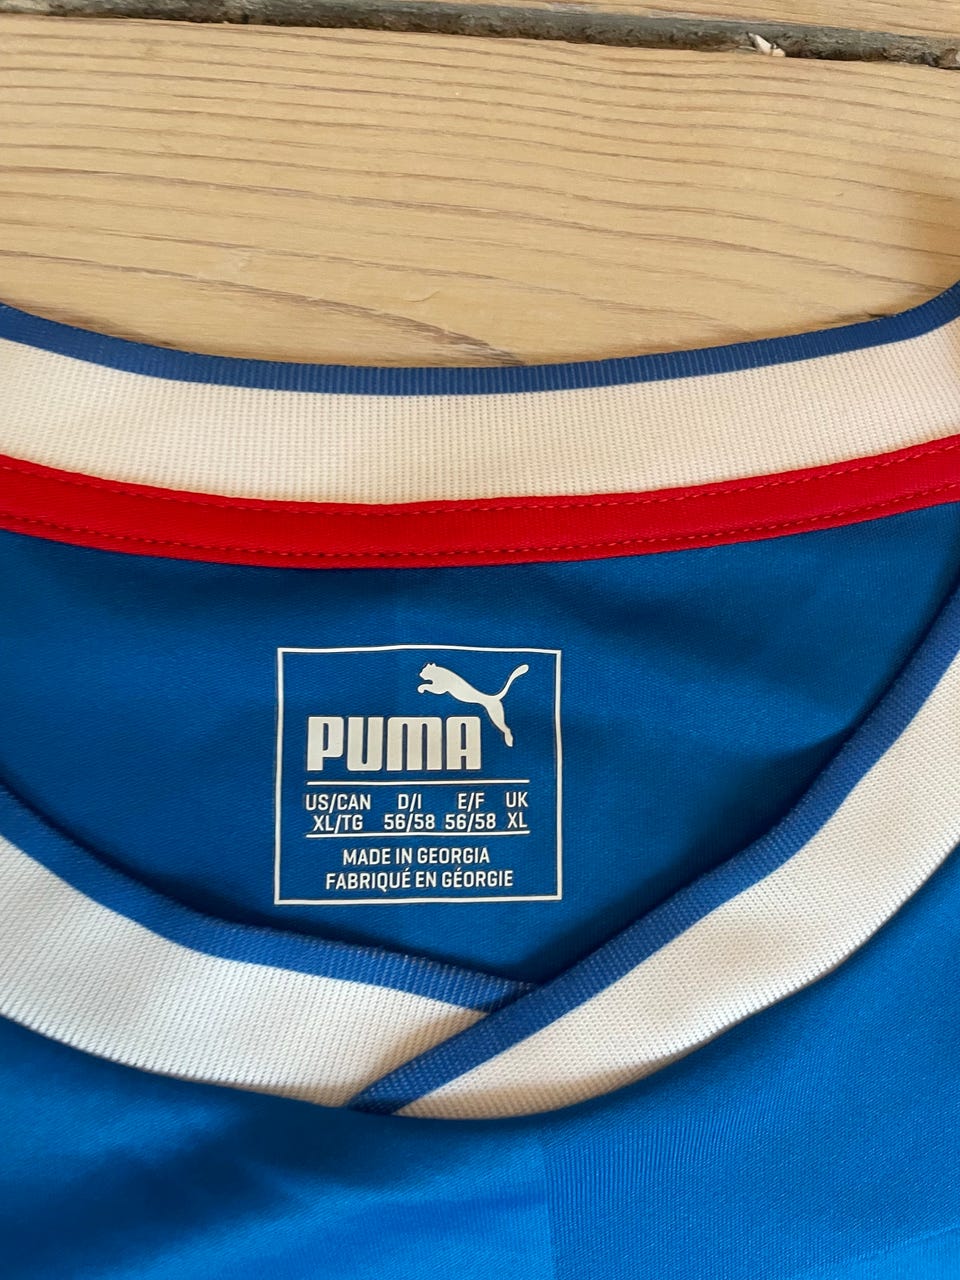 PUMA
US/CAN D/I E/F UK
XL/TG 56/58 56/58 XL
MADE IN GEORGIA
FABRIQUÉ EN GÉORGIE